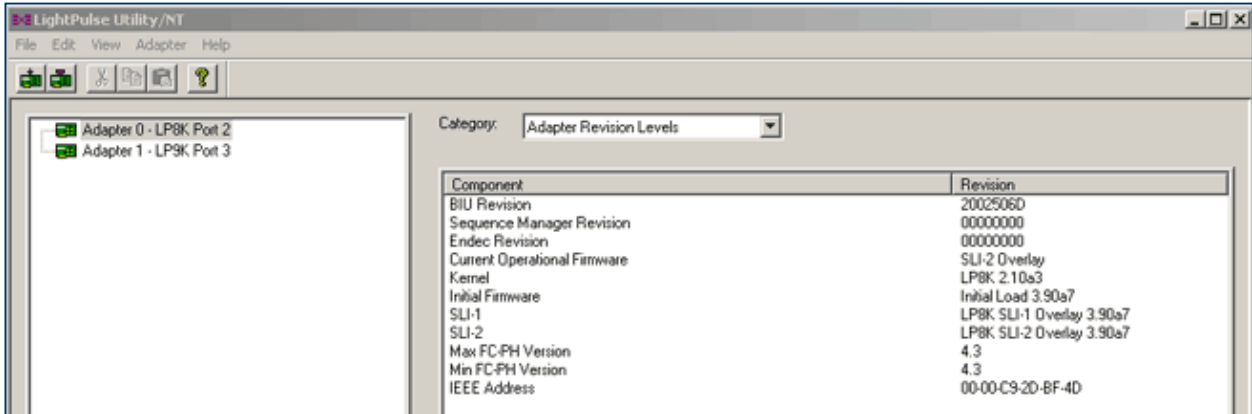 LightPulse Utility/NT
File Edit View Adapter Help
Adapter 0 - LP8K Port 2
Adapter 1 - LP9K Port 3
Category: Adapter Revision Levels
Component Revision
BIU Revision 2002506D
Sequence Manager Revision 00000000
Endec Revision 00000000
Current Operational Firmware SLI-2 Overlay
Kernel LP8K 2.10a3
Initial Firmware Initial Load 3.90a7
SLI-1 LP8K SLI-1 Overlay 3.90a7
SLI-2 LP8K SLI-2 Overlay 3.90a7
Max FC-PH Version 4.3
Min FC-PH Version 4.3
IEEE Address 00-00-C9-2D-BF-4D